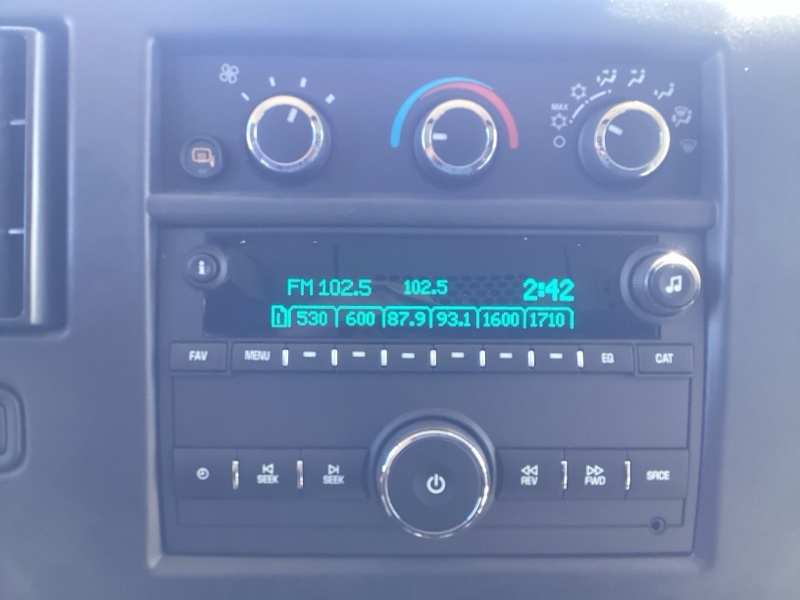 MAX
i
FM 102.5 102.5 2:42
1 530 600 87.9 93.1 1600 1710
FAV MENU EQ CAT
SEEK SEEK REV FWD SRCE